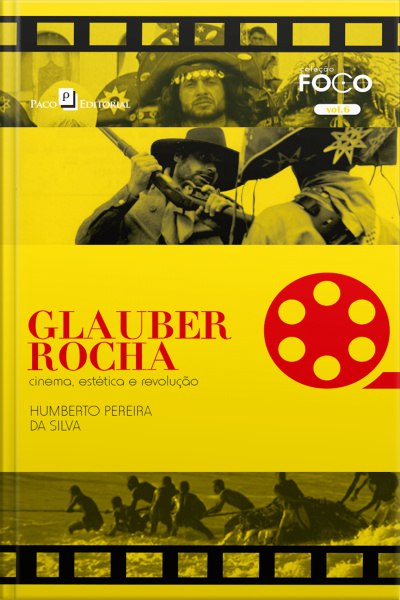 PACO EDITORIAL
coleção
FOCO
vol.6
GLAUBER
ROCHA
cinema, estética e revolução
HUMBERTO PEREIRA
DA SILVA